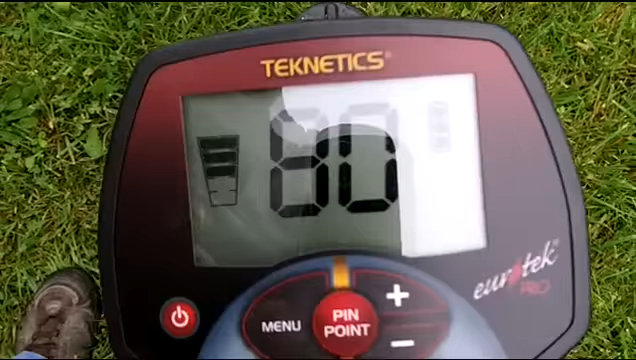 TEKNETICS®
80
eurotek®
PRO
MENU
PIN
POINT
+
−